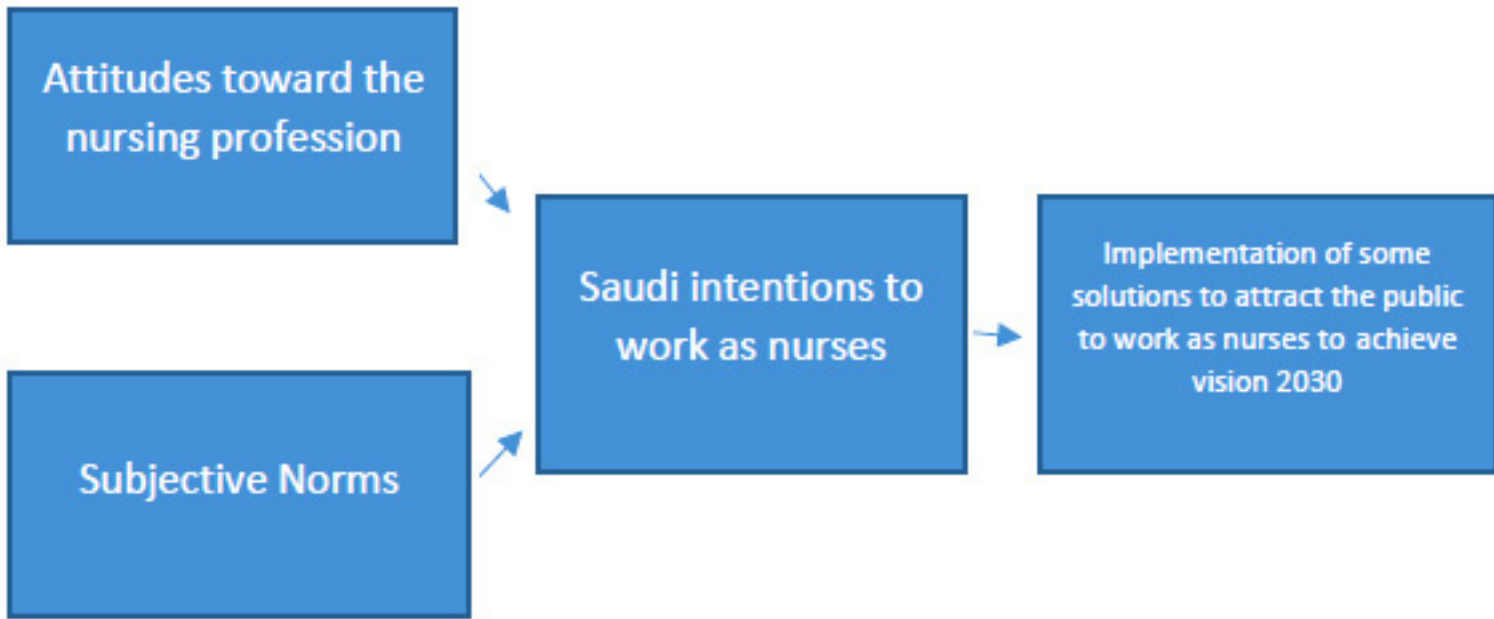 Attitudes toward the
nursing profession
Subjective Norms
Saudi intentions to
work as nurses
Implementation of some
solutions to attract the public
to work as nurses to achieve
vision 2030